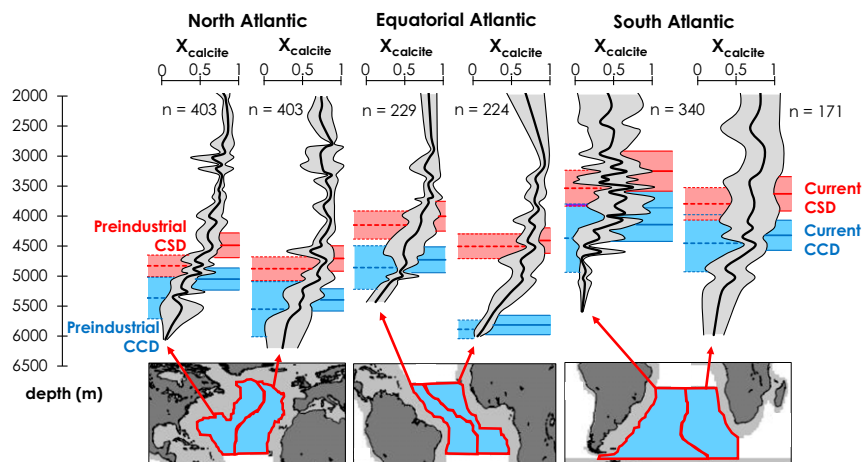 North Atlantic Equatorial Atlantic South Atlantic
Xcalcite Xcalcite Xcalcite
0 0.5 1 0 0.5 1 0 0.5 1
0 0.5 1 0 0.5 1 0 0.5 1
2000
n = 403 n = 403 n = 229 n = 224 n = 340 n = 171
2500
3000
3500
Current
CSD
4000
Preindustrial
CSD
Current
CCD
4500
5000
5500
Preindustrial
CCD
6000
6500
depth (m)